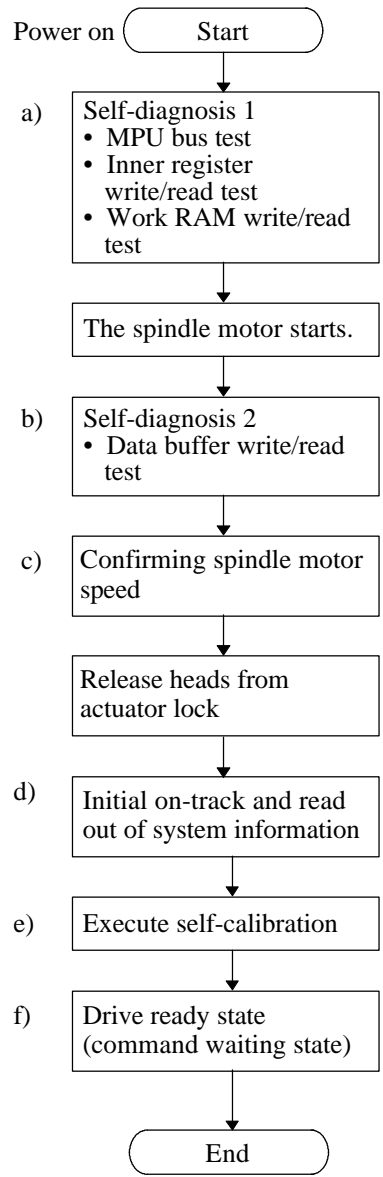 Power on Start
a) Self-diagnosis 1
• MPU bus test
• Inner register
write/read test
• Work RAM write/read
test
The spindle motor starts.
b) Self-diagnosis 2
• Data buffer write/read
test
c) Confirming spindle motor
speed
Release heads from
actuator lock
d) Initial on-track and read
out of system information
e) Execute self-calibration
f) Drive ready state
(command waiting state)
End